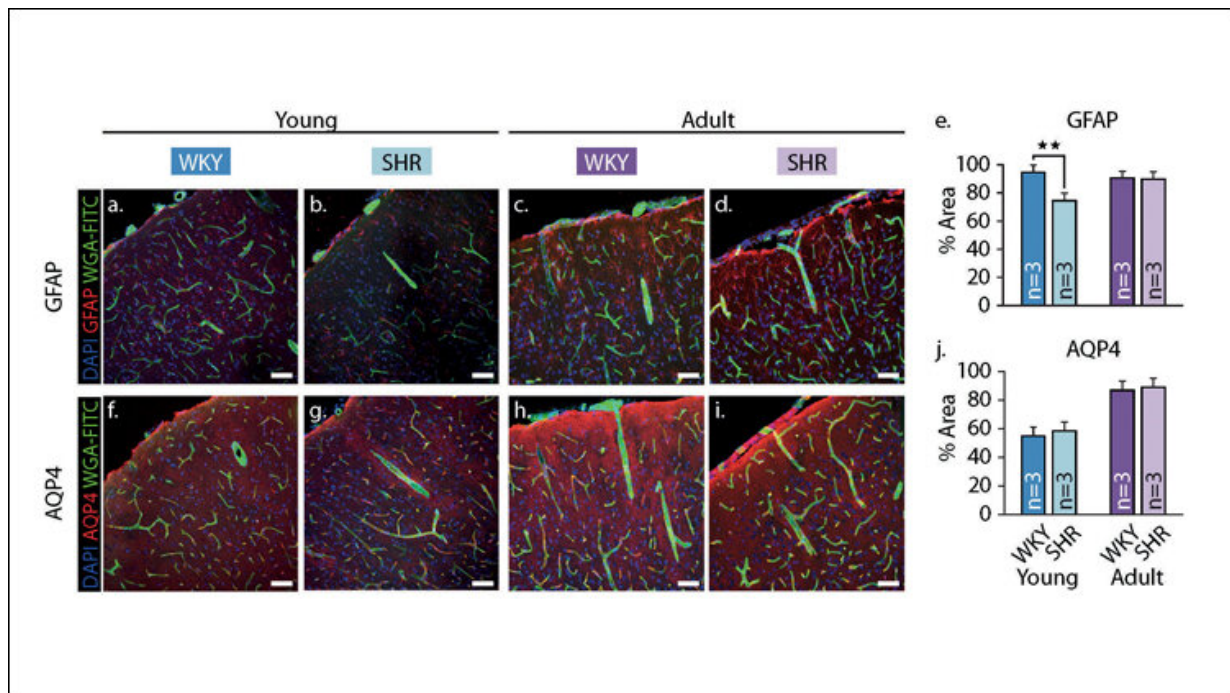 Young Adult
WKY SHR WKY SHR
GFAP
DAPI GFAP WGA-FITC
a. b. c. d.
e. GFAP
★★
% Area
100
80
60
40
20
0
n=3 n=3 n=3 n=3
AQP4
DAPI AQP4 WGA-FITC
f. g. h. i.
j. AQP4
% Area
100
80
60
40
20
0
n=3 n=3 n=3 n=3
WKY SHR WKY SHR
Young Adult